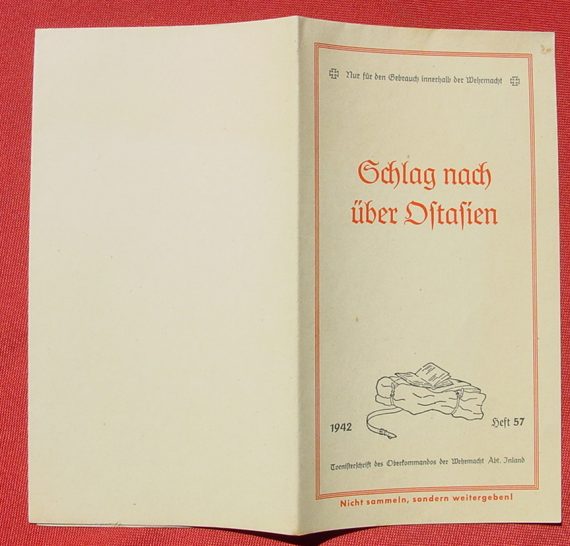 Nur für den Gebrauch innerhalb der Wehrmacht
Schlag nach
über Ostasien
1942
Heft 57
Tornisterschrift des Oberkommandos der Wehrmacht Abt. Inland
Nicht sammeln, sondern weitergeben!